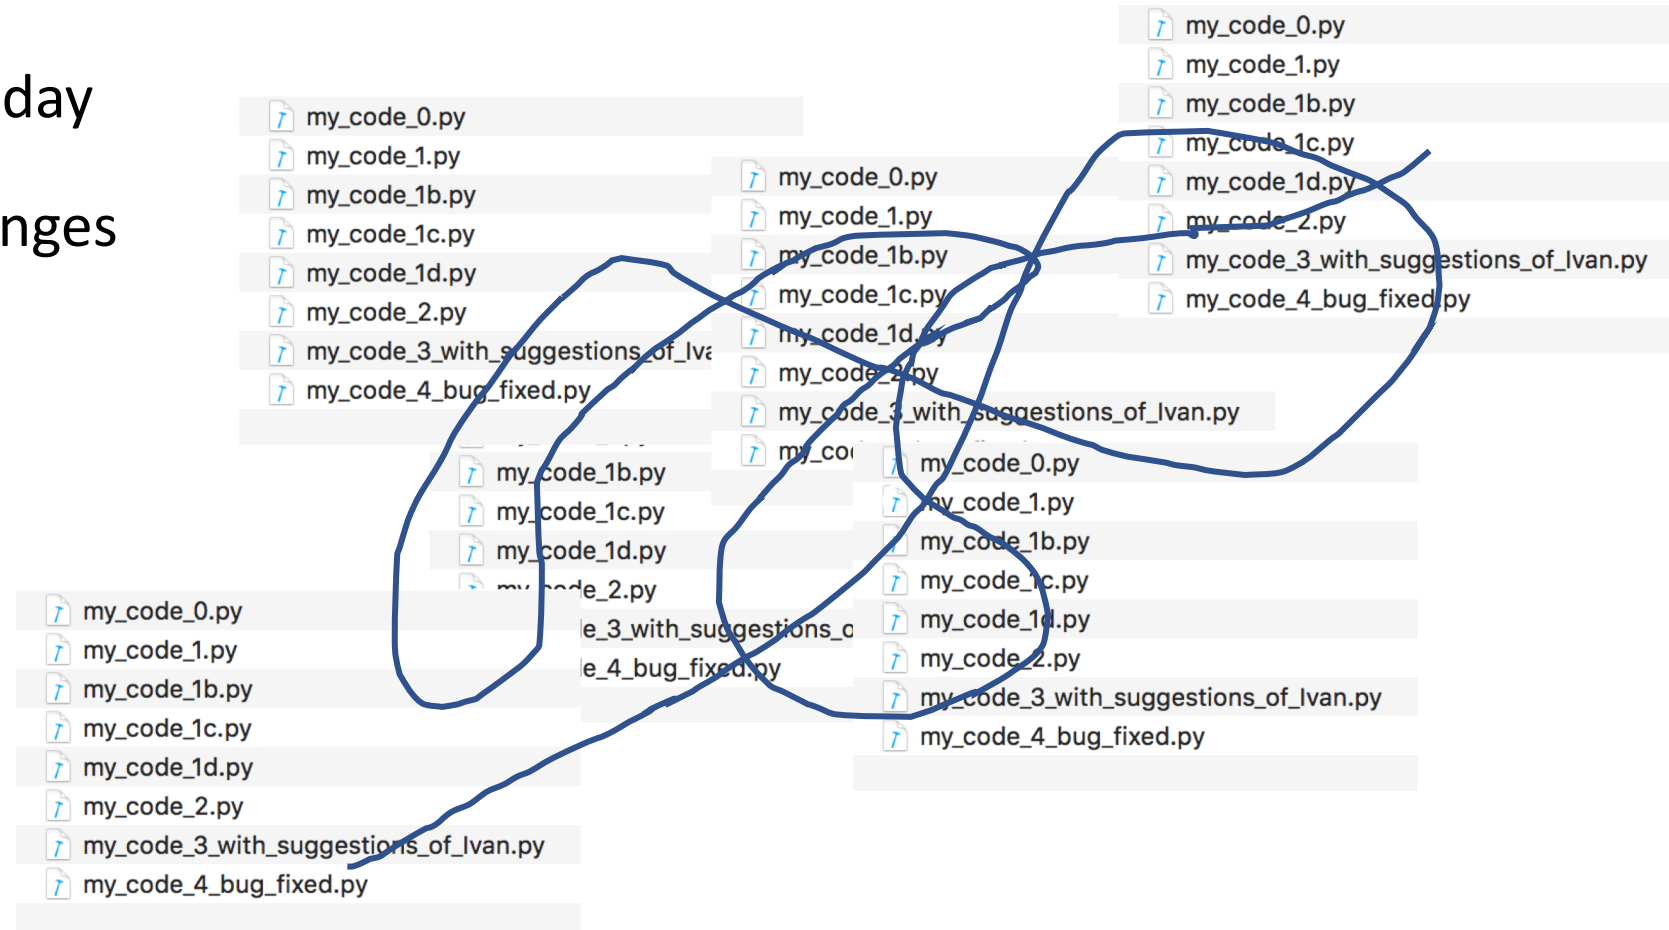 day
nges
my_code_0.py
my_code_1.py
my_code_1b.py
my_code_1c.py
my_code_1d.py
my_code_2.py
my_code_3_with_suggestions_of_Iva
my_code_4_bug_fixed.py
my_code_0.py
my_code_1.py
my_code_1b.py
my_code_1c.py
my_code_1d.py
my_code_2.py
my_code_3_with_suggestions_of_Ivan.py
my_co
my_code_0.py
my_code_1.py
my_code_1b.py
my_code_1c.py
my_code_1d.py
my_code_2.py
my_code_3_with_suggestions_of_Ivan.py
my_code_4_bug_fixed.py
my_code_1b.py
my_code_1c.py
my_code_1d.py
my_code_2.py
le_3_with_suggestions_o
le_4_bug_fixed.py
my_code_0.py
my_code_1.py
my_code_1b.py
my_code_1c.py
my_code_1d.py
my_code_2.py
my_code_3_with_suggestions_of_Ivan.py
my_code_4_bug_fixed.py
my_code_0.py
my_code_1.py
my_code_1b.py
my_code_1c.py
my_code_1d.py
my_code_2.py
my_code_3_with_suggestions_of_Ivan.py
my_code_4_bug_fixed.py